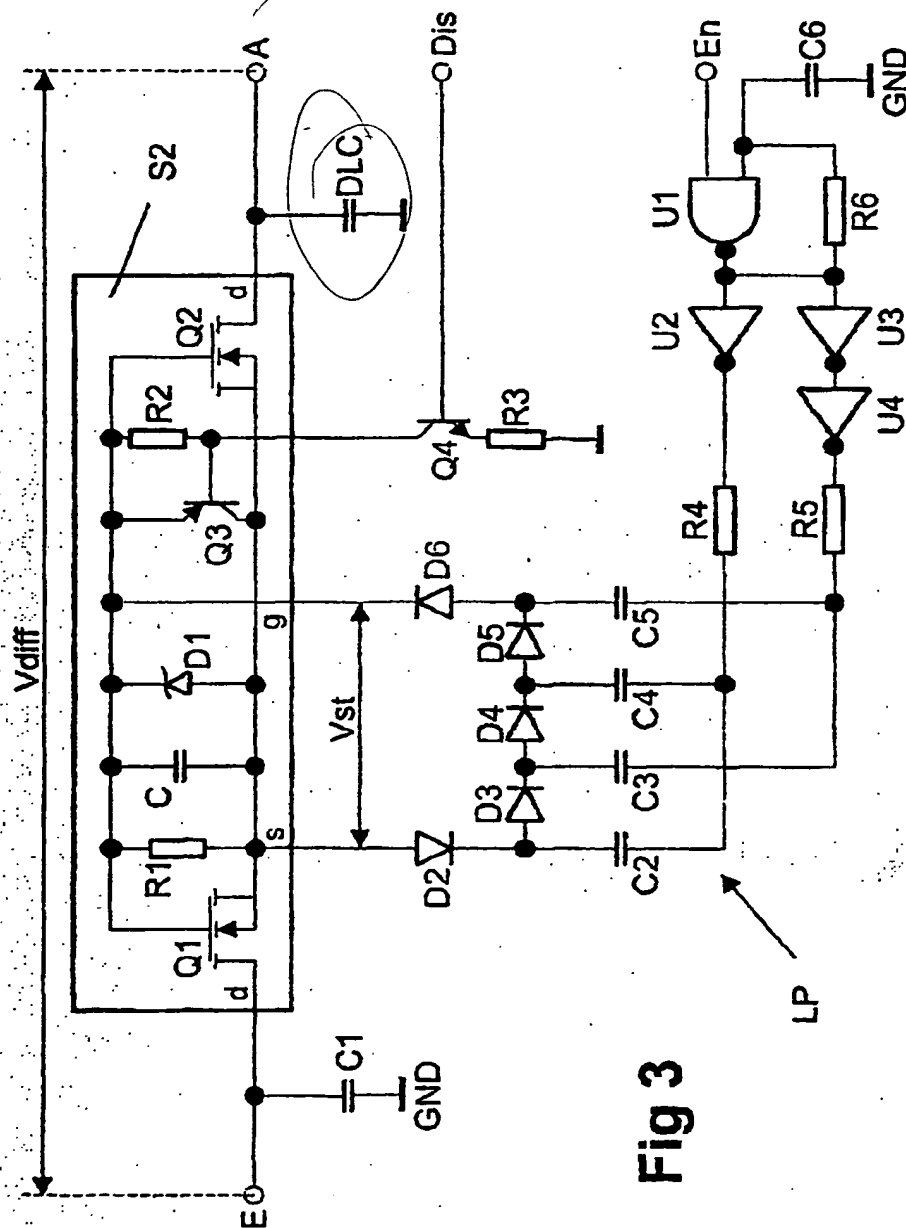 Vdiff
E
A
S2
Q1
d
R1
s
C
D1
g
Q3
R2
Q2
d
C1
GND
DLC
Dis
Vst
D2
D6
Q4
R3
D3
D4
D5
C2
C3
C4
C5
R4
R5
U2
U4
U3
U1
R6
En
C6
GND
LP
Fig 3